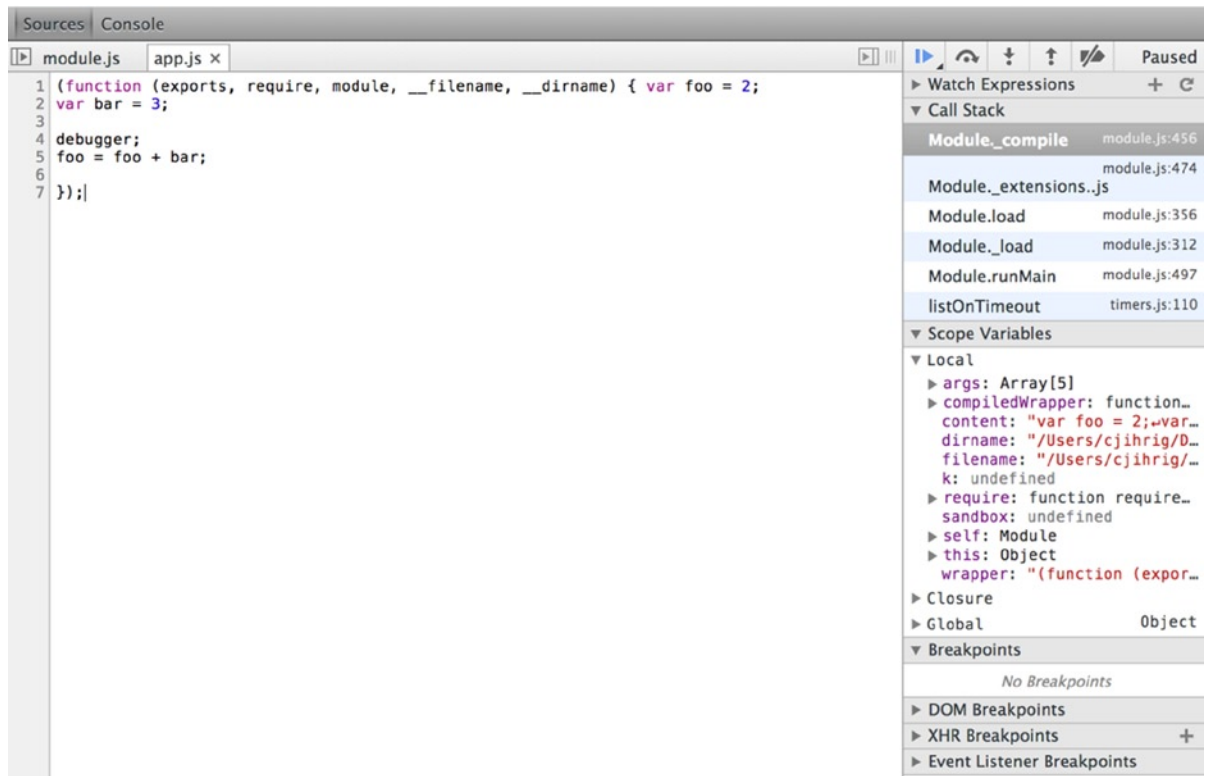 Sources Console
module.js app.js ×
1 (function (exports, require, module, __filename, __dirname) { var foo = 2;
2 var bar = 3;
3
4 debugger;
5 foo = foo + bar;
6
7 });
Paused
Watch Expressions + C
Call Stack
Module._compile module.js:456
module.js:474
Module._extensions..js
Module.load module.js:356
Module._load module.js:312
Module.runMain module.js:497
listOnTimeout timers.js:110
Scope Variables
Local
args: Array[5]
compiledWrapper: function…
content: "var foo = 2;↵var…
dirname: "/Users/cjihrig/D…
filename: "/Users/cjihrig/…
k: undefined
require: function require…
sandbox: undefined
self: Module
this: Object
wrapper: "(function (expor…
Closure
Global Object
Breakpoints
No Breakpoints
DOM Breakpoints
XHR Breakpoints +
Event Listener Breakpoints